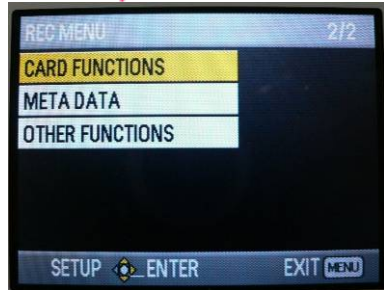 REC MENU 2/2
CARD FUNCTIONS
META DATA
OTHER FUNCTIONS
SETUP ENTER EXIT MENU